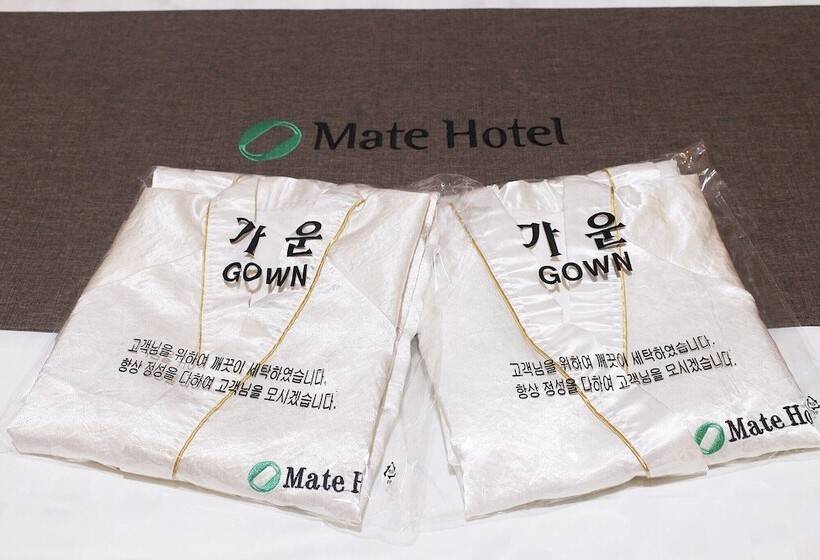 Mate Hotel
가운
GOWN
고객님을 위하여 깨끗이 세탁하였습니다.
항상 정성을 다하여 고객님을 모시겠습니다.
Mate H
가운
GOWN
고객님을 위하여 깨끗이 세탁하였습니다.
항상 정성을 다하여 고객님을 모시겠습니다.
Mate Ho